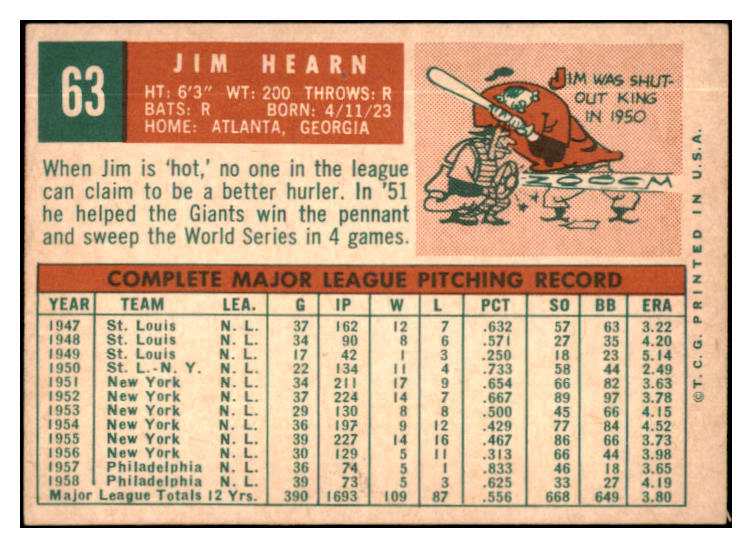 63
JIM HEARN
HT: 6'3" WT: 200 THROWS: R
BATS: R BORN: 4/11/23
HOME: ATLANTA, GEORGIA
JIM WAS SHUT-
OUT KING
IN 1950
ZOOOM
When Jim is 'hot,' no one in the league
can claim to be a better hurler. In '51
he helped the Giants win the pennant
and sweep the World Series in 4 games.
COMPLETE MAJOR LEAGUE PITCHING RECORD
YEAR TEAM LEA. G IP W L PCT SO BB ERA
1947 St. Louis N. L. 37 162 12 7 .632 57 63 3.22
1948 St. Louis N. L. 34 90 8 6 .571 27 35 4.20
1949 St. Louis N. L. 17 42 1 3 .250 18 23 5.14
1950 St. L.-N. Y. N. L. 22 134 11 4 .733 58 44 2.49
1951 New York N. L. 34 211 17 9 .654 66 82 3.63
1952 New York N. L. 37 224 14 7 .667 89 97 3.78
1953 New York N. L. 29 130 8 8 .500 45 66 4.15
1954 New York N. L. 36 197 9 12 .429 77 84 4.52
1955 New York N. L. 39 227 14 16 .467 86 66 3.73
1956 New York N. L. 30 129 5 11 .313 66 44 3.98
1957 Philadelphia N. L. 36 74 5 1 .833 46 18 3.65
1958 Philadelphia N. L. 39 73 5 3 .625 33 27 4.19
Major League Totals 12 Yrs. 390 1693 109 87 .556 668 649 3.80
©T.C.G. PRINTED IN U.S.A.